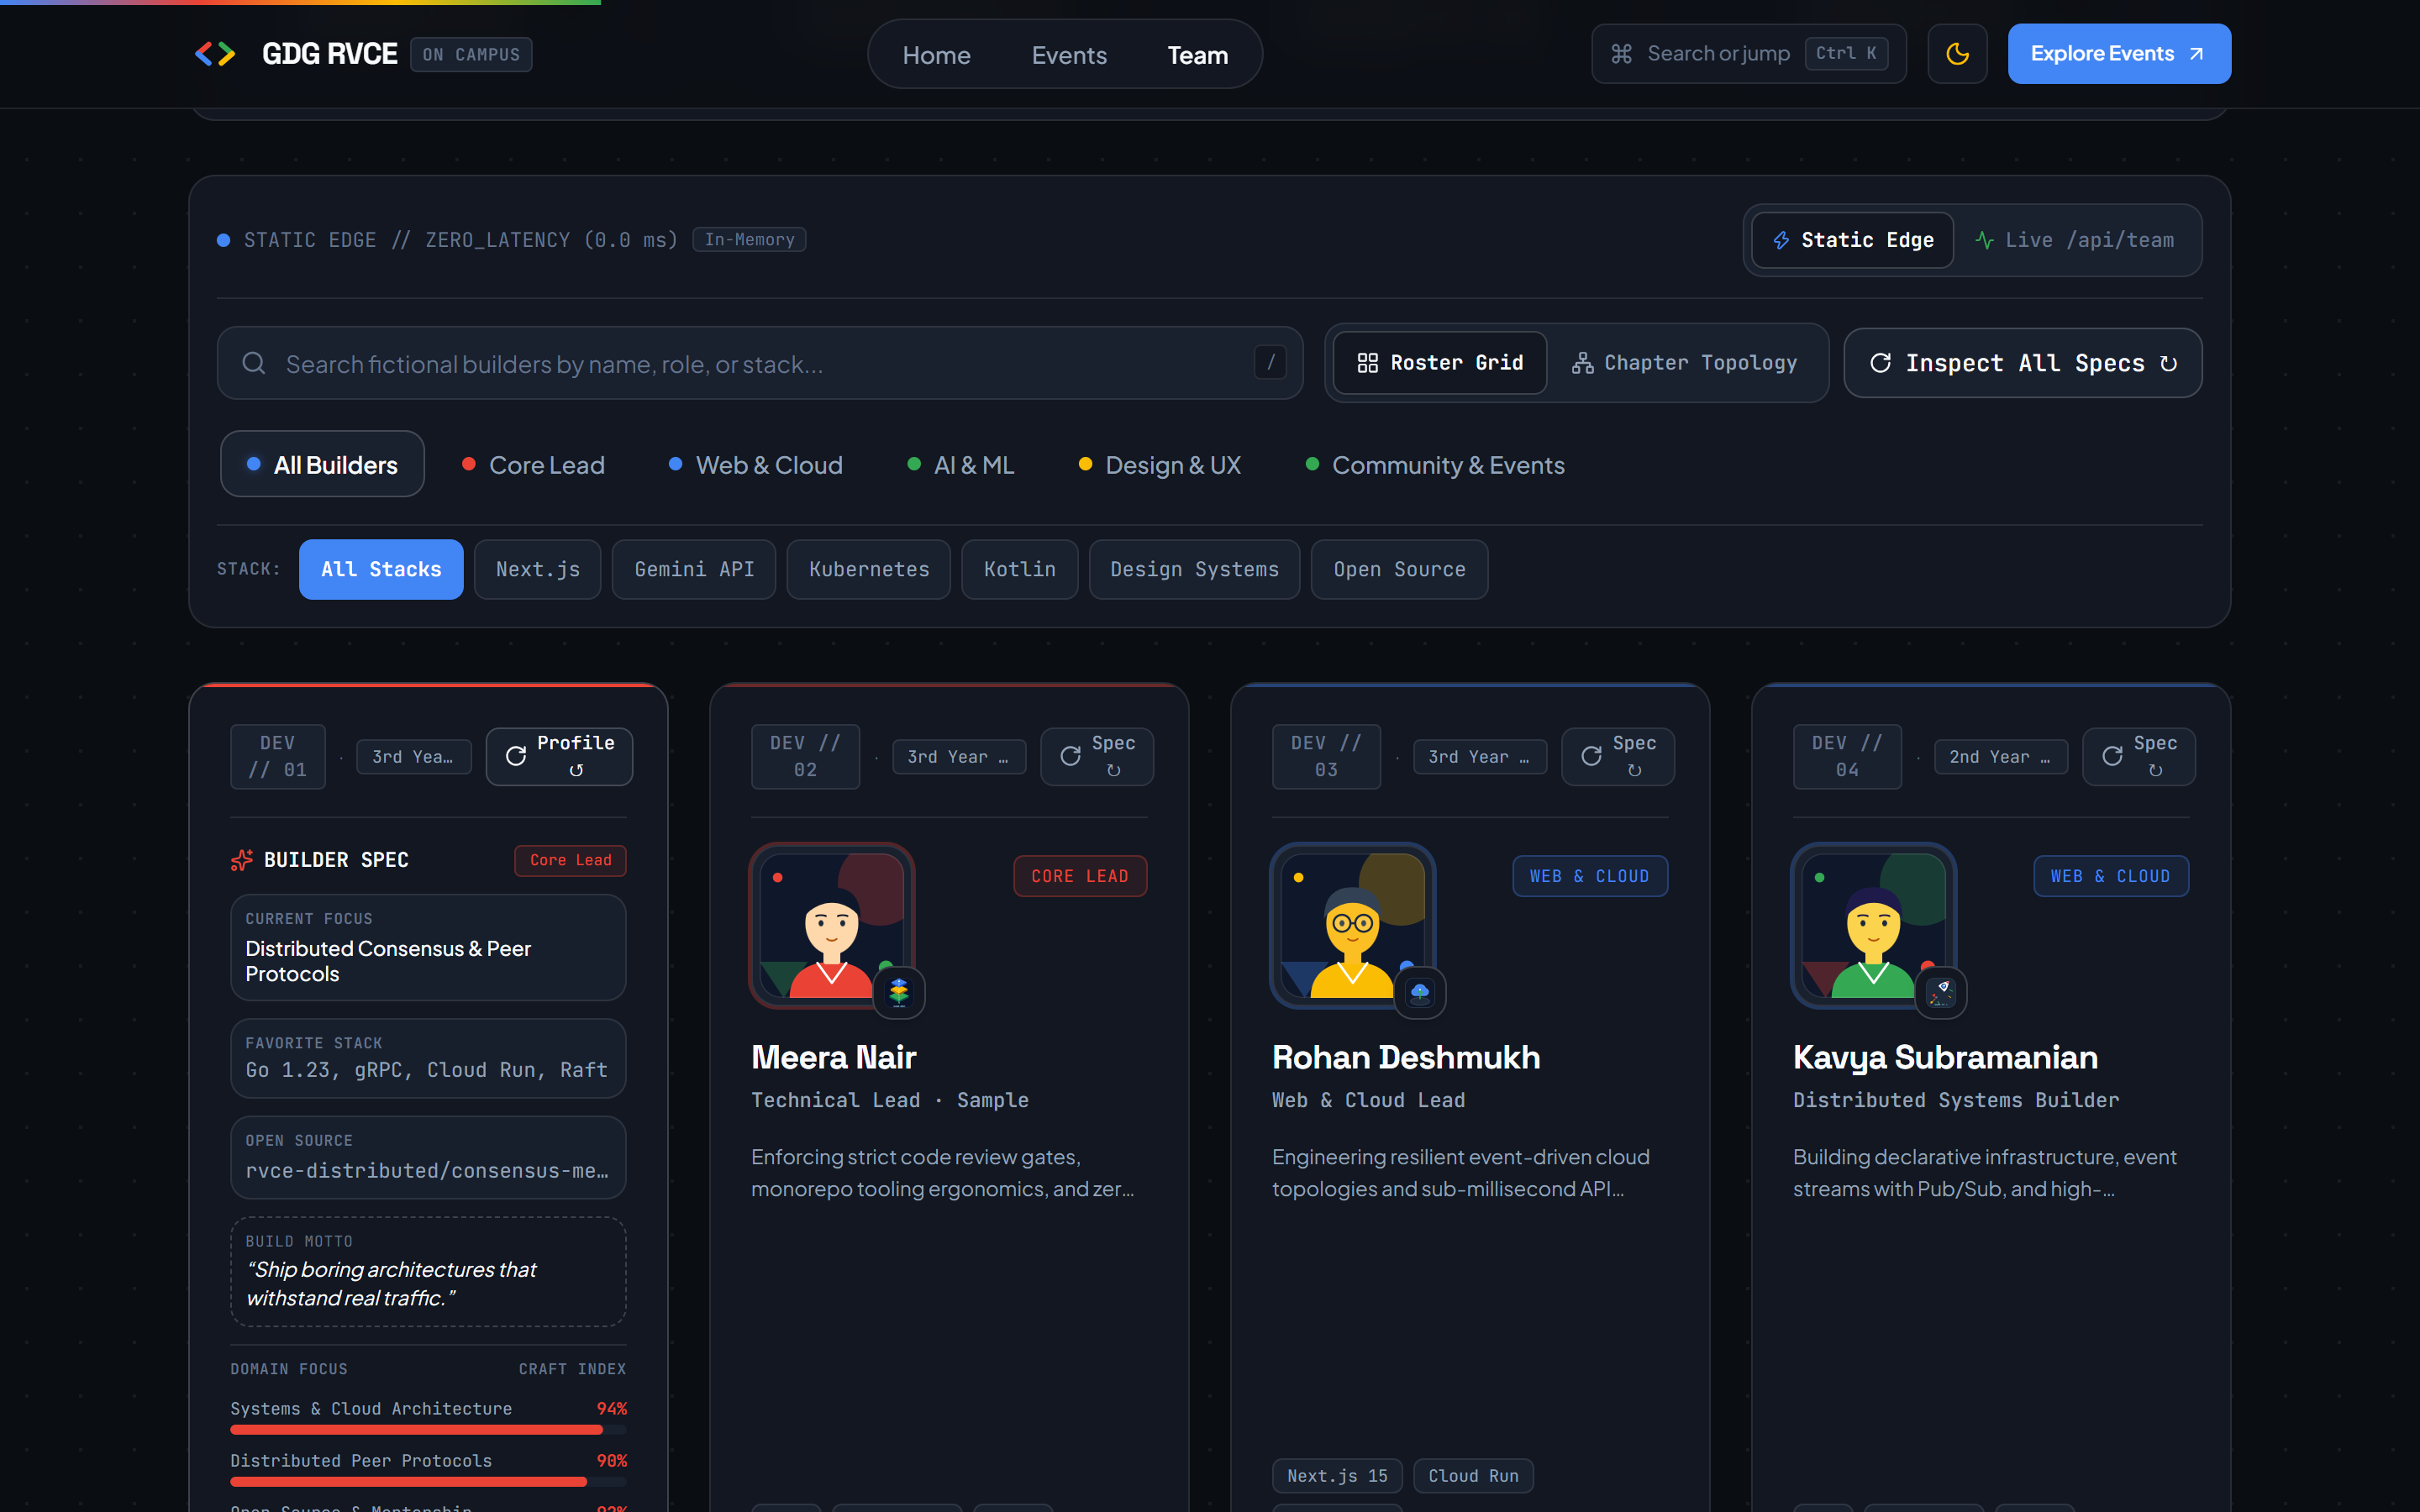 GDG RVCE ON CAMPUS
Home Events Team
Search or jump Ctrl K
Explore Events
STATIC EDGE // ZERO_LATENCY (0.0 ms) In-Memory
Static Edge Live /api/team
Search fictional builders by name, role, or stack... /
Roster Grid Chapter Topology
Inspect All Specs ↻
All Builders Core Lead Web & Cloud AI & ML Design & UX Community & Events
STACK: All Stacks Next.js Gemini API Kubernetes Kotlin Design Systems Open Source
DEV
// 01
· 3rd Yea…
Profile
↺
BUILDER SPEC Core Lead
CURRENT FOCUS
Distributed Consensus & Peer
Protocols
FAVORITE STACK
Go 1.23, gRPC, Cloud Run, Raft
OPEN SOURCE
rvce-distributed/consensus-me…
BUILD MOTTO
“Ship boring architectures that
withstand real traffic.”
DOMAIN FOCUS CRAFT INDEX
Systems & Cloud Architecture 94%
Distributed Peer Protocols 90%
DEV //
02
· 3rd Year …
Spec
↻
CORE LEAD
Meera Nair
Technical Lead · Sample
Enforcing strict code review gates,
monorepo tooling ergonomics, and zer…
DEV //
03
· 3rd Year …
Spec
↻
WEB & CLOUD
Rohan Deshmukh
Web & Cloud Lead
Engineering resilient event-driven cloud
topologies and sub-millisecond API…
Next.js 15 Cloud Run
DEV //
04
· 2nd Year …
Spec
↻
WEB & CLOUD
Kavya Subramanian
Distributed Systems Builder
Building declarative infrastructure, event
streams with Pub/Sub, and high-…